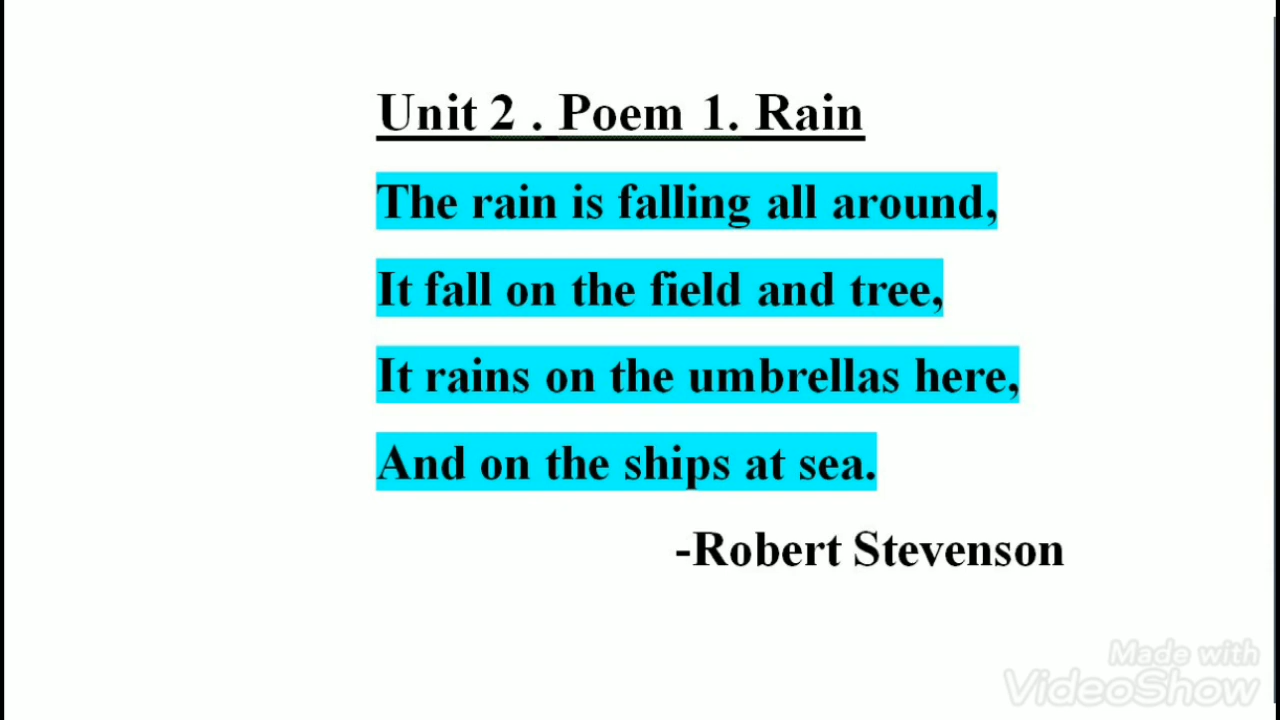 Unit 2 . Poem 1. Rain
The rain is falling all around,
It fall on the field and tree,
It rains on the umbrellas here,
And on the ships at sea.
-Robert Stevenson
Made with
VideoShow